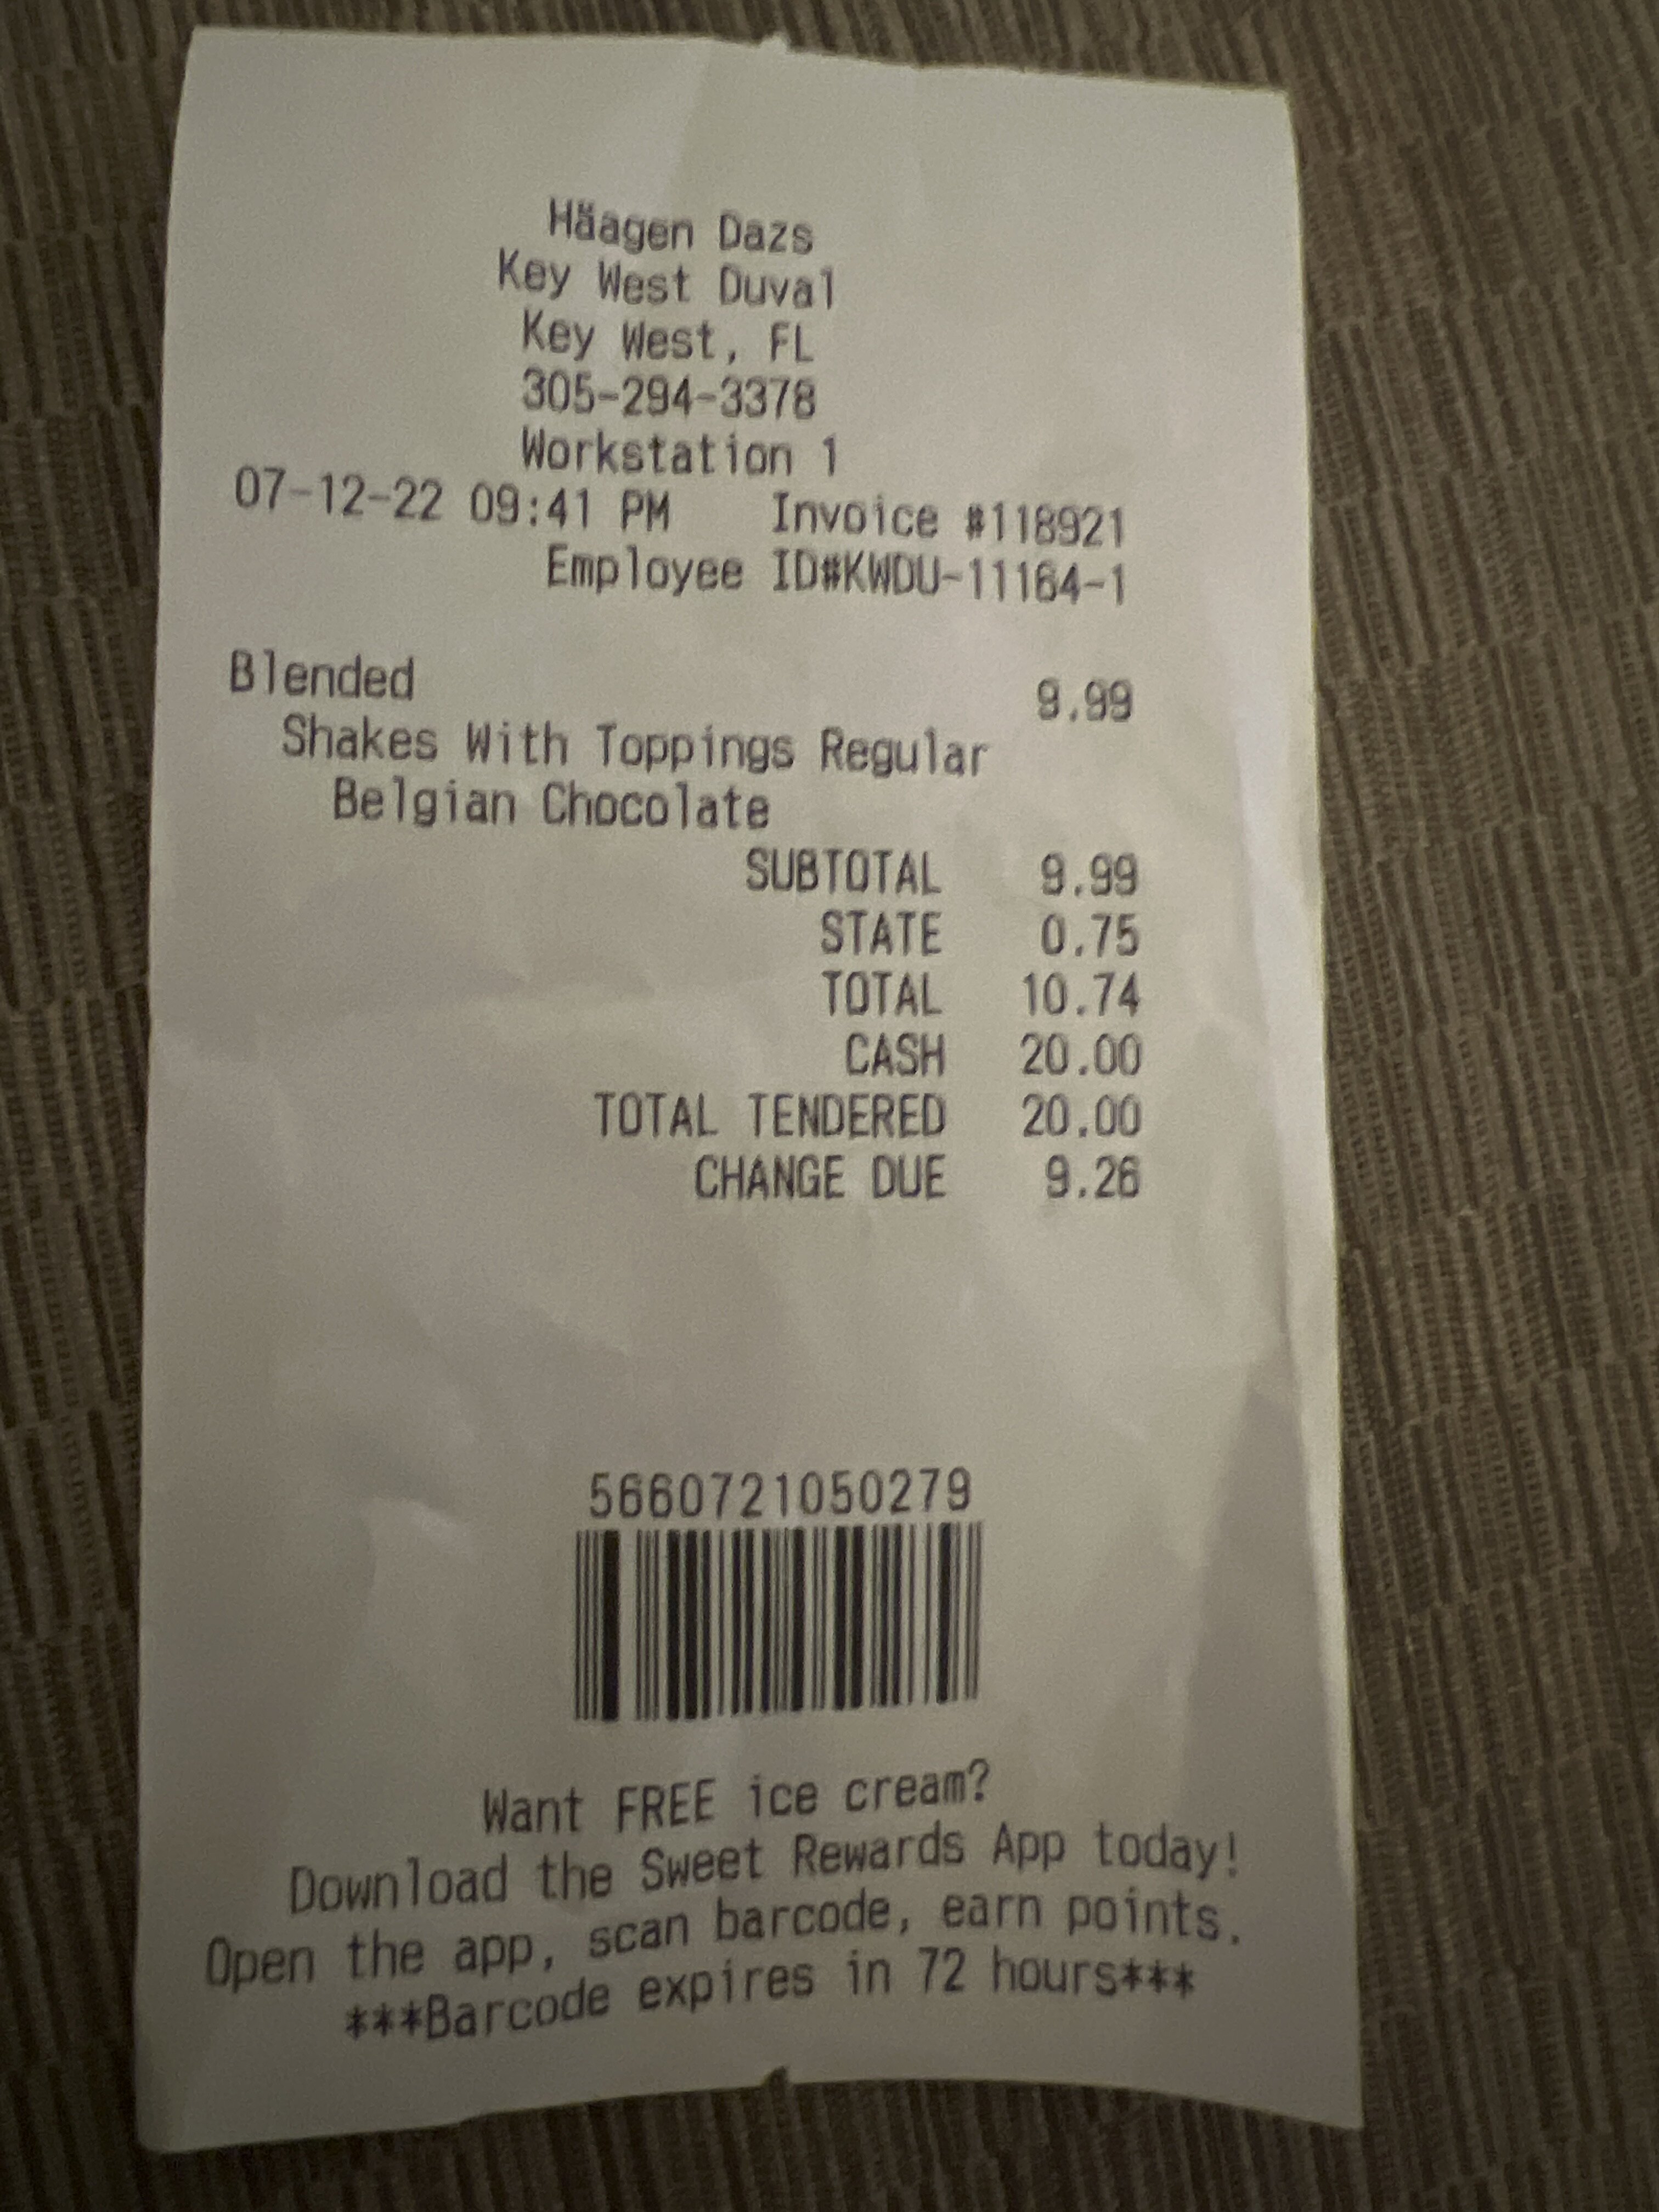 Häagen Dazs
Key West Duval
Key West, FL
305-294-3378
Workstation 1
07-12-22 09:41 PM Invoice #118921
Employee ID#KWDU-11164-1
Blended 9.99
Shakes With Toppings Regular
Belgian Chocolate
SUBTOTAL 9.99
STATE 0.75
TOTAL 10.74
CASH 20.00
TOTAL TENDERED 20.00
CHANGE DUE 9.26
5660721050279
Want FREE ice cream?
Download the Sweet Rewards App today!
Open the app, scan barcode, earn points.
***Barcode expires in 72 hours***